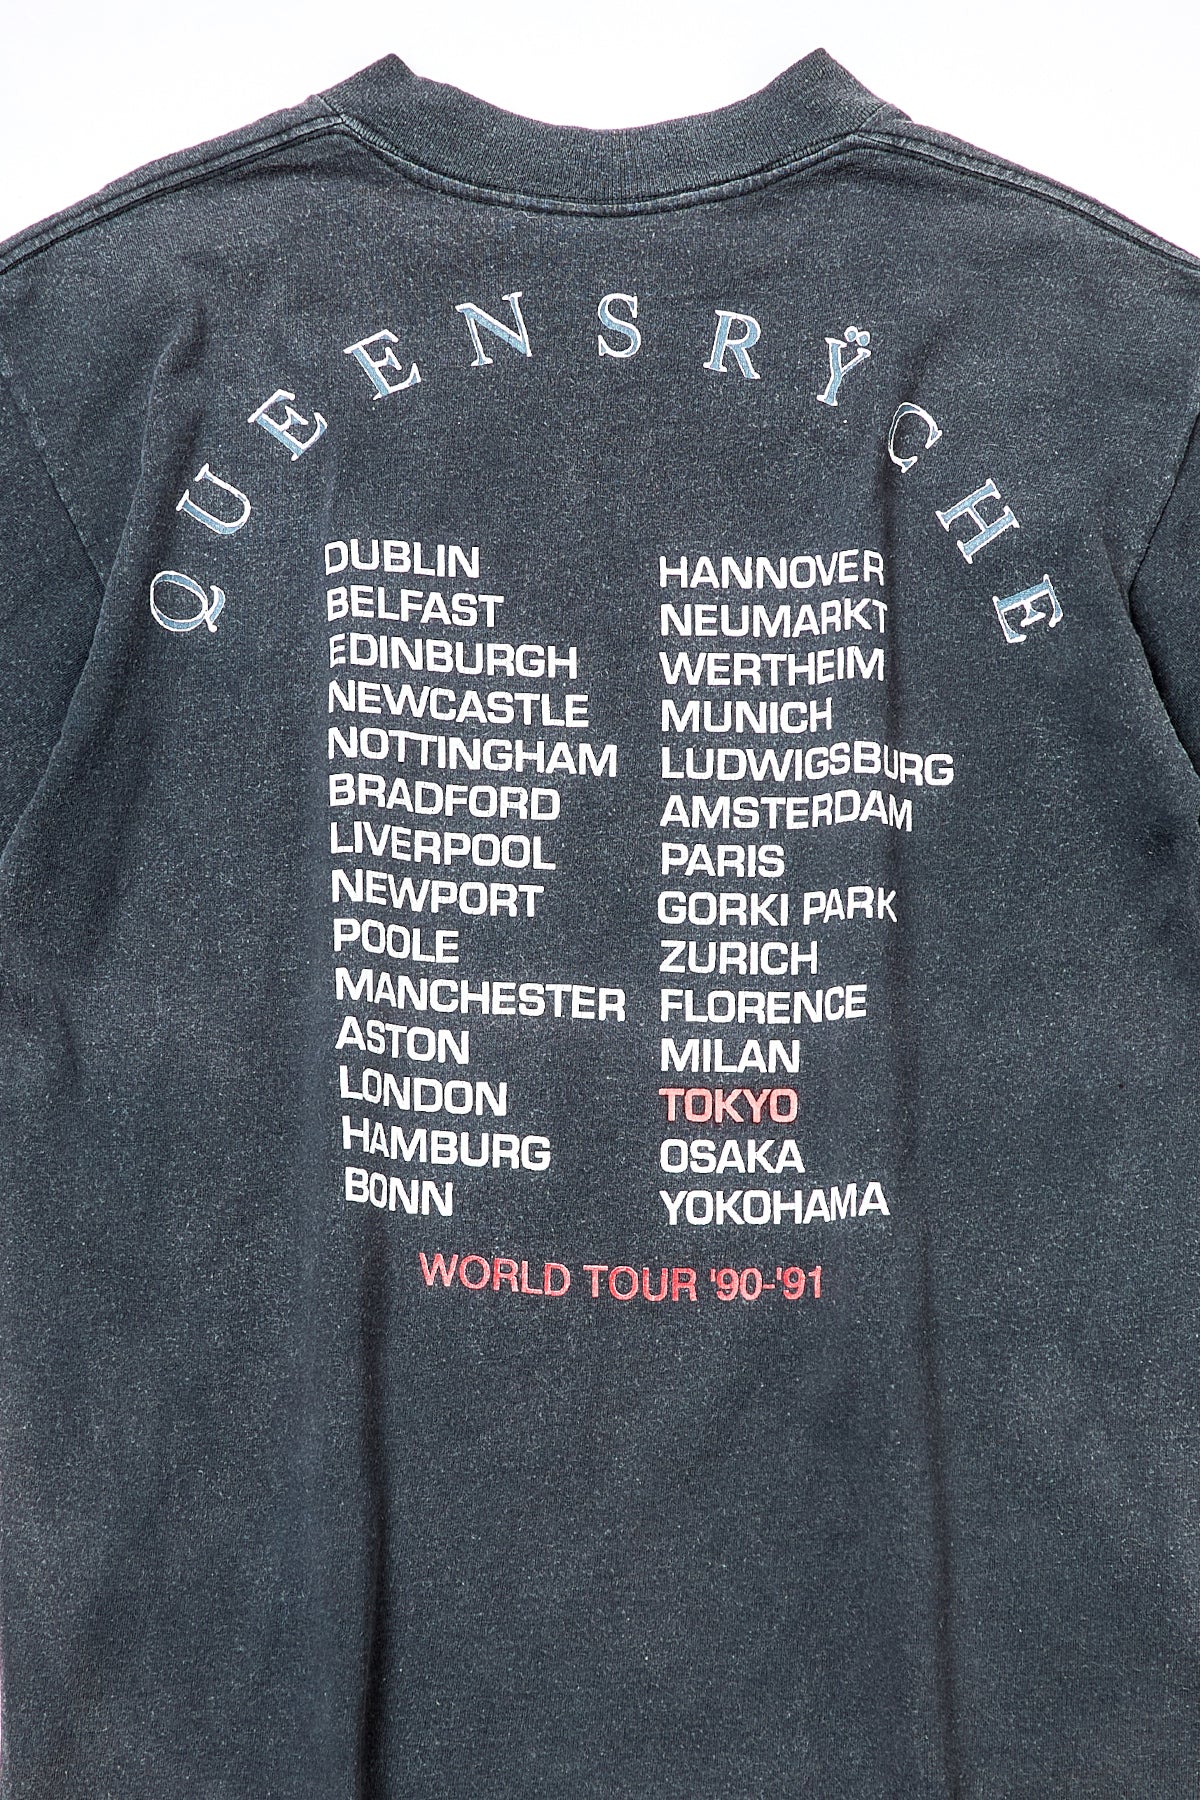 QUEENSRŸCHE
DUBLIN
BELFAST
EDINBURGH
NEWCASTLE
NOTTINGHAM
BRADFORD
LIVERPOOL
NEWPORT
POOLE
MANCHESTER
ASTON
LONDON
HAMBURG
BONN
HANNOVER
NEUMARKT
WERTHEIM
MUNICH
LUDWIGSBURG
AMSTERDAM
PARIS
GORKI PARK
ZURICH
FLORENCE
MILAN
TOKYO
OSAKA
YOKOHAMA
WORLD TOUR '90-'91